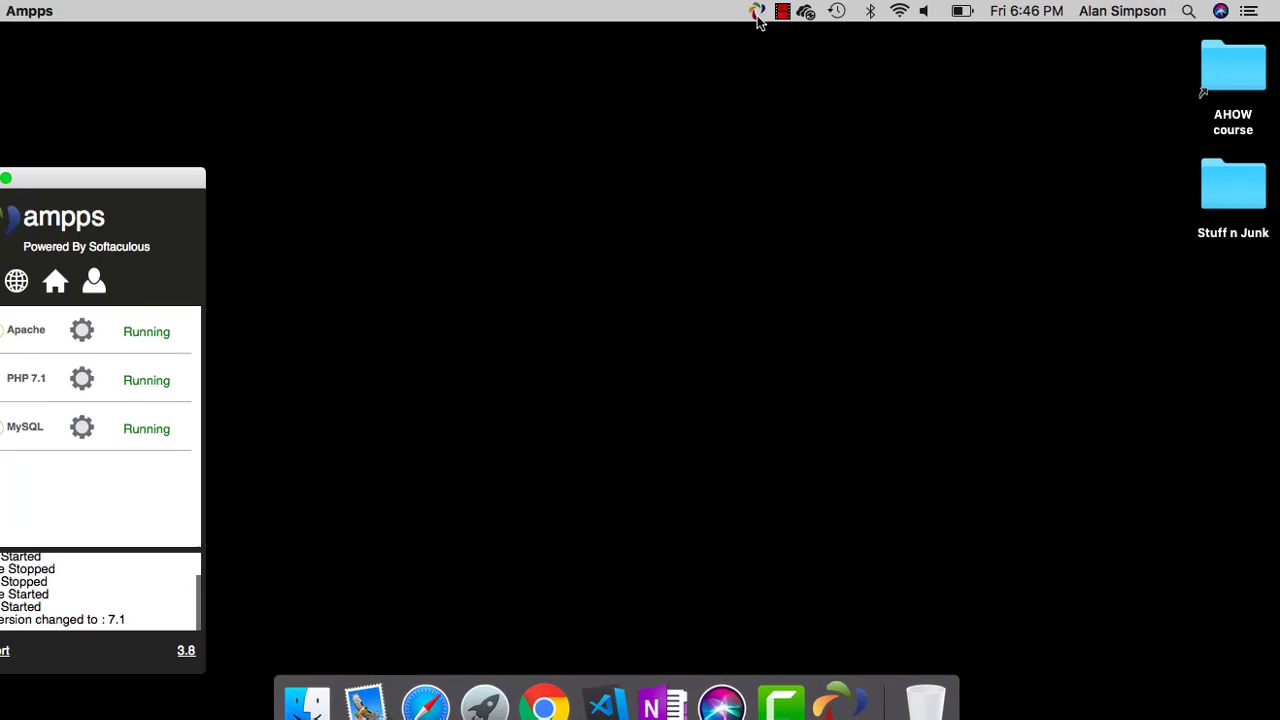 Ampps
Fri 6:46 PM
Alan Simpson
AHOW
course
Stuff n Junk
ampps
Powered By Softaculous
Apache
Running
PHP 7.1
Running
MySQL
Running
Started
e Stopped
Stopped
e Started
Started
ersion changed to : 7.1
rt
3.8